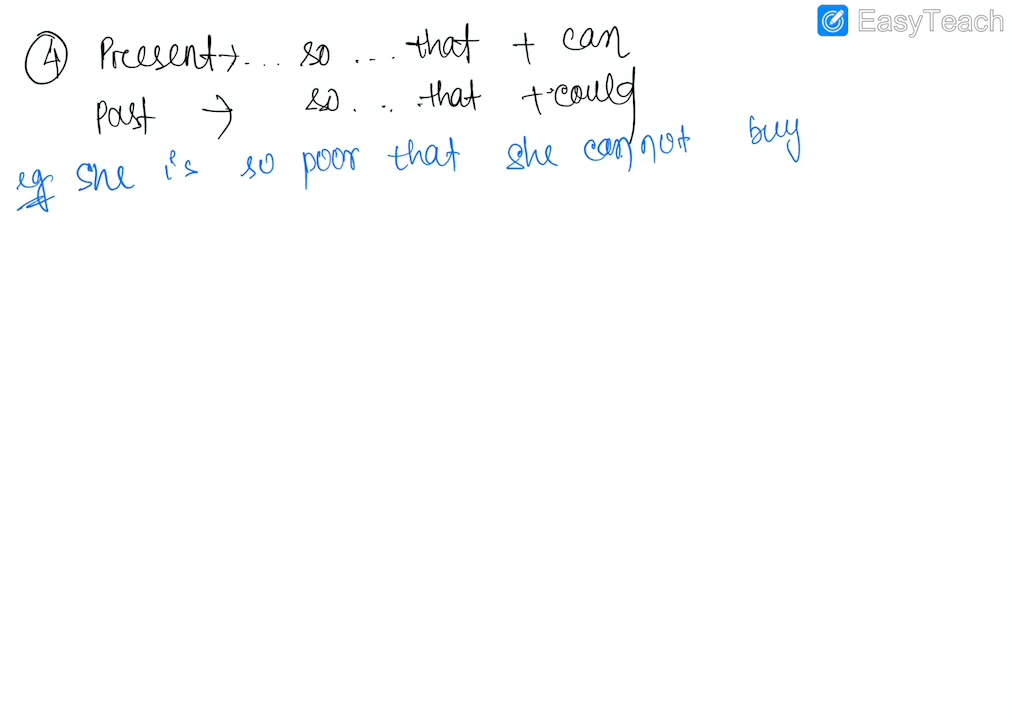 EasyTeach
④ Present → ... so ... that + can
past → so ... that + could
eg She is so poor that she cannot buy